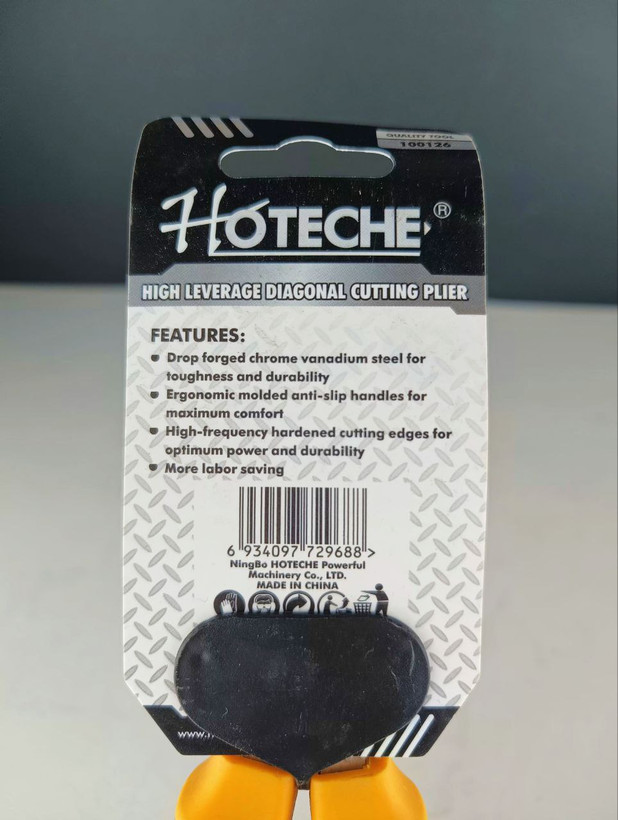 QUALITY TOOL
100126
HOTECHE®
HIGH LEVERAGE DIAGONAL CUTTING PLIER
FEATURES:
Drop forged chrome vanadium steel for
toughness and durability
Ergonomic molded anti-slip handles for
maximum comfort
High-frequency hardened cutting edges for
optimum power and durability
More labor saving
6 934097 729688 >
NingBo HOTECHE Powerful
Machinery Co., LTD.
MADE IN CHINA